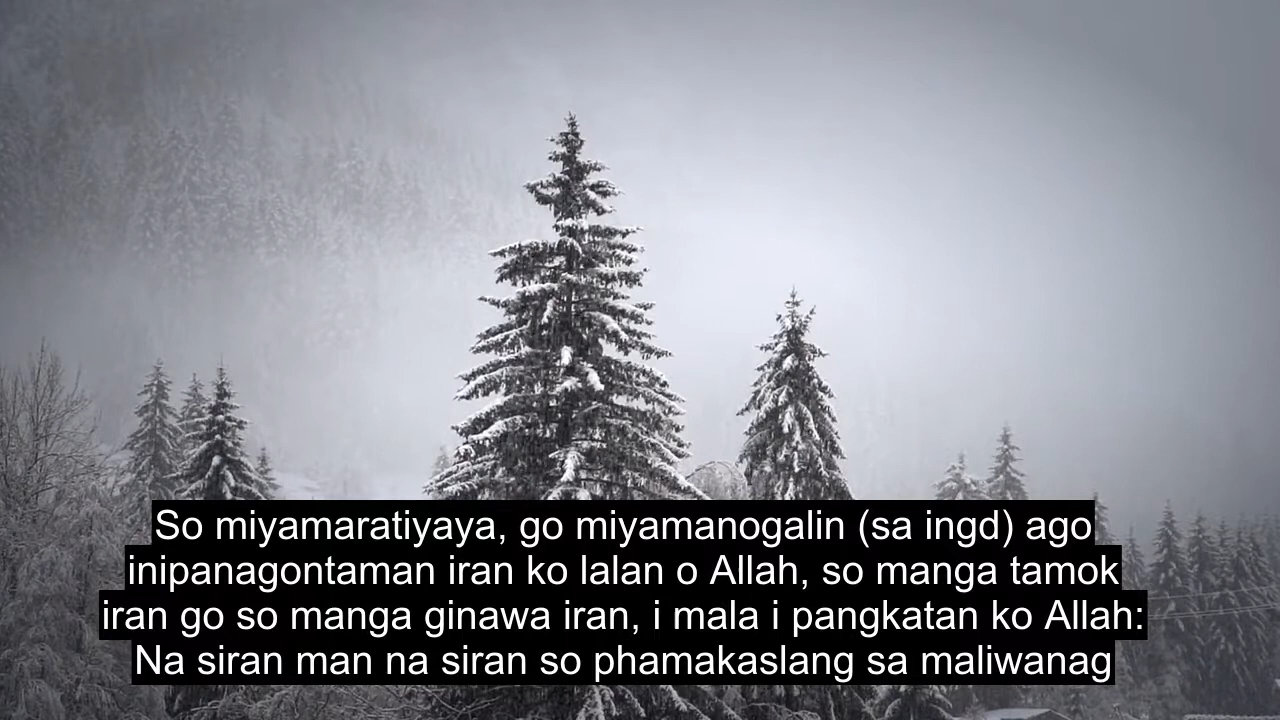 So miyamaratiyaya, go miyamanogalin (sa ingd) ago
inipanagontaman iran ko lalan o Allah, so manga tamok
iran go so manga ginawa iran, i mala i pangkatan ko Allah:
Na siran man na siran so phamakaslang sa maliwanag